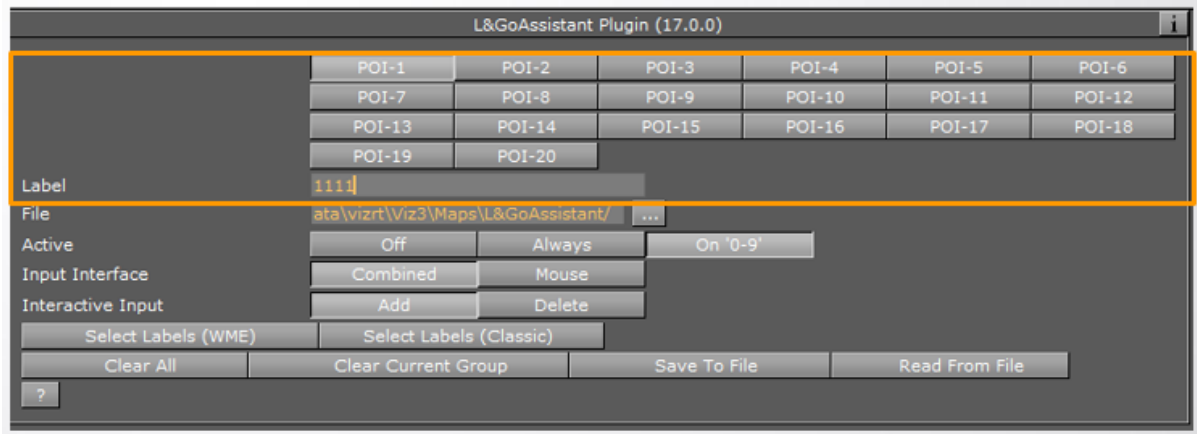 L&GoAssistant Plugin (17.0.0) i
POI-1 POI-2 POI-3 POI-4 POI-5 POI-6
POI-7 POI-8 POI-9 POI-10 POI-11 POI-12
POI-13 POI-14 POI-15 POI-16 POI-17 POI-18
POI-19 POI-20
Label 1111
File ata\vizrt\Viz3\Maps\L&GoAssistant/ ...
Active Off Always On '0-9'
Input Interface Combined Mouse
Interactive Input Add Delete
Select Labels (WME) Select Labels (Classic)
Clear All Clear Current Group Save To File Read From File
?